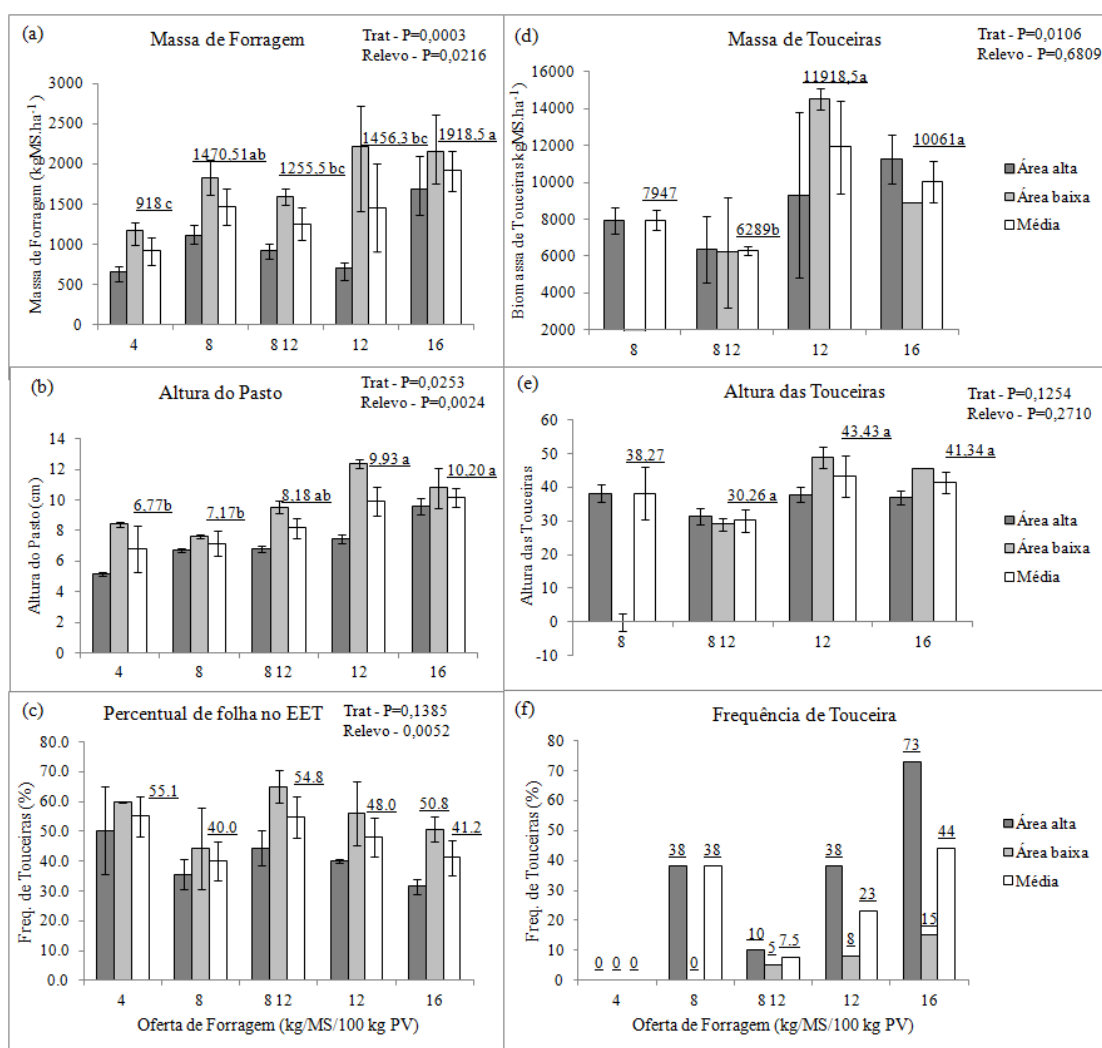 (a)
Massa de Forragem
Trat - P=0,0003
Relevo - P=0,0216
Massa de Forragem (kgMS.ha⁻¹)
3000
2500
2000
1500
1000
500
0
918 c
1470.51ab
1255.5 bc
1456.3 bc
1918.5 a
4
8
8 12
12
16
(d)
Massa de Touceiras
Trat - P=0,0106
Relevo - P=0,6809
Biomassa de Touceiras kgMS.ha⁻¹)
16000
14000
12000
10000
8000
6000
4000
2000
7947
6289b
11918,5a
10061a
8
8 12
12
16
Área alta
Área baixa
Média
(b)
Altura do Pasto
Trat - P=0,0253
Relevo - P=0,0024
Altura do Pasto (cm)
14
12
10
8
6
4
2
0
6,77b
7,17b
8,18 ab
9,93 a
10,20 a
4
8
8 12
12
16
(e)
Altura das Touceiras
Trat - P=0,1254
Relevo - P=0,2710
Altura das Touceiras
60
50
40
30
20
10
0
-10
38,27
30,26 a
43,43 a
41,34 a
8
8 12
12
16
Área alta
Área baixa
Média
(c)
Percentual de folha no EET
Trat - P=0,1385
Relevo - 0,0052
Freq. de Touceiras (%)
80.0
70.0
60.0
50.0
40.0
30.0
20.0
10.0
0.0
55.1
40.0
54.8
48.0
50.8
41.2
4
8
8 12
12
16
Oferta de Forragem (kg/MS/100 kg PV)
(f)
Frequência de Touceira
Freq. de Touceiras (%)
80
70
60
50
40
30
20
10
0
0
0
0
38
0
38
10
5
7.5
38
8
23
73
15
44
4
8
8 12
12
16
Oferta de Forragem (kg/MS/100 kg PV)
Área alta
Área baixa
Média